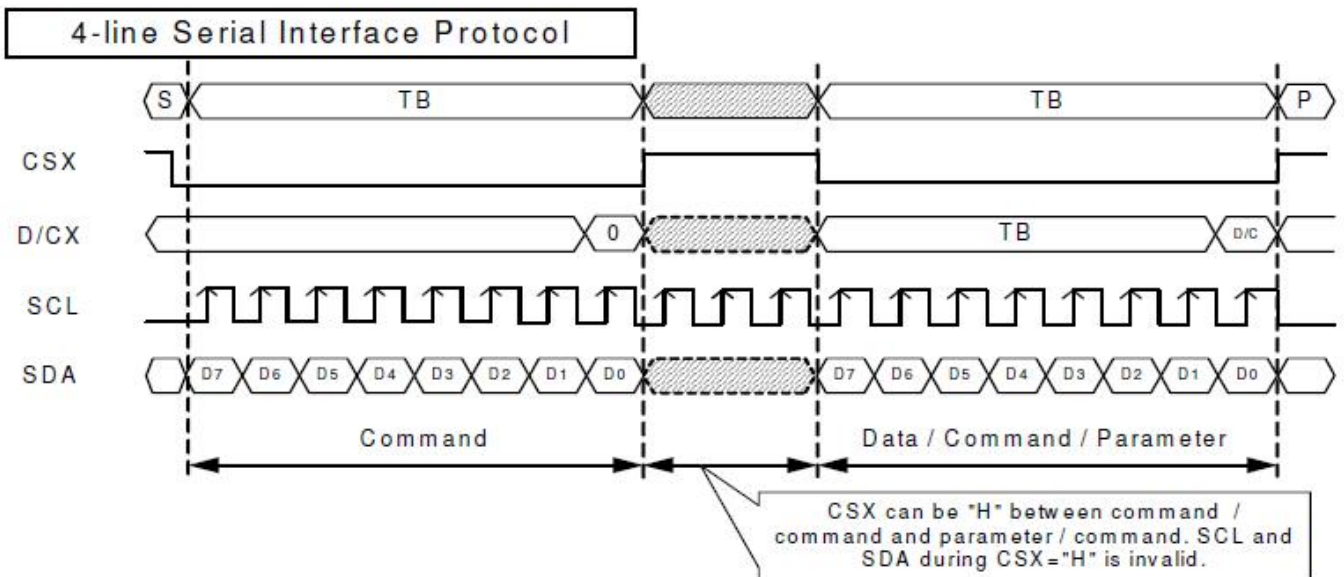 4-line Serial Interface Protocol
S TB TB P
CSX
D/CX 0 TB D/C
SCL
SDA D7 D6 D5 D4 D3 D2 D1 D0 D7 D6 D5 D4 D3 D2 D1 D0
Command Data / Command / Parameter
CSX can be "H" between command /
command and parameter / command. SCL and
SDA during CSX="H" is invalid.